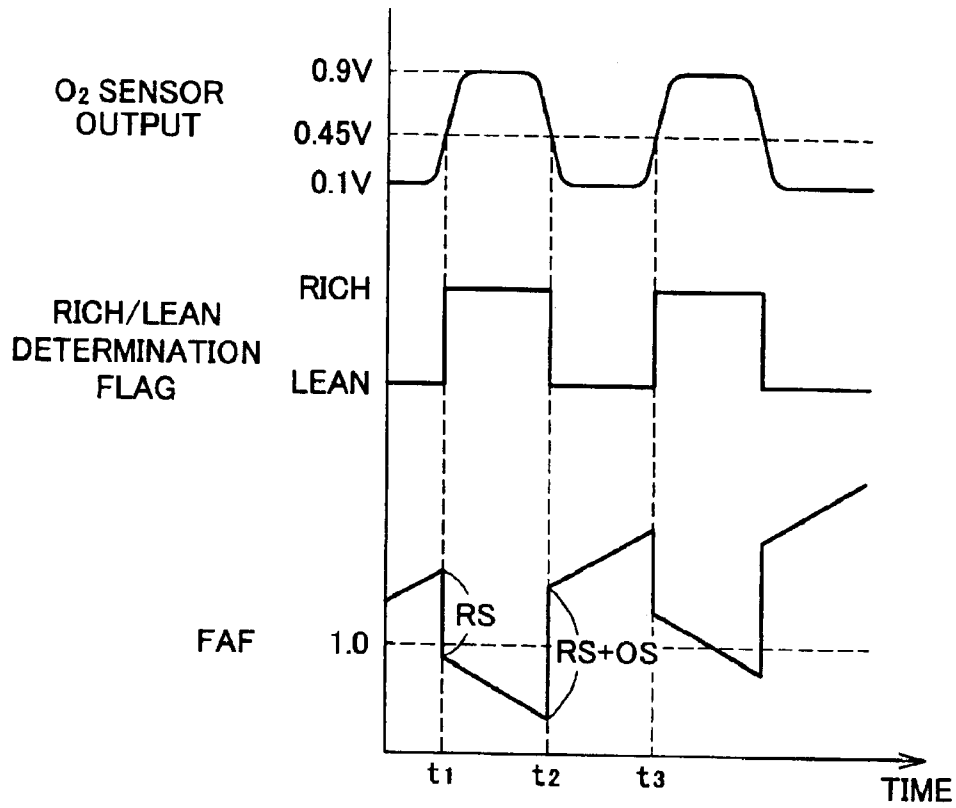 O₂ SENSOR
OUTPUT
0.9V
0.45V
0.1V
RICH/LEAN
DETERMINATION
FLAG
RICH
LEAN
FAF
1.0
RS
RS+OS
t1
t2
t3
TIME